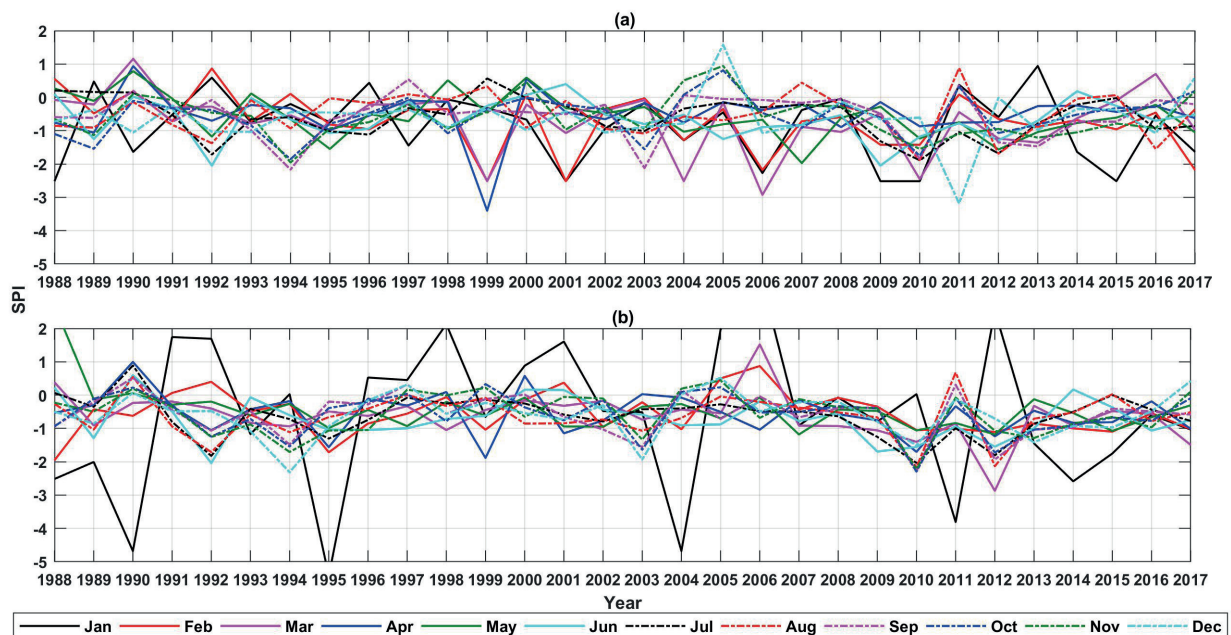 (a)
2
1
0
-1
-2
-3
-4
-5
1988 1989 1990 1991 1992 1993 1994 1995 1996 1997 1998 1999 2000 2001 2002 2003 2004 2005 2006 2007 2008 2009 2010 2011 2012 2013 2014 2015 2016 2017
SPI
(b)
2
1
0
-1
-2
-3
-4
-5
1988 1989 1990 1991 1992 1993 1994 1995 1996 1997 1998 1999 2000 2001 2002 2003 2004 2005 2006 2007 2008 2009 2010 2011 2012 2013 2014 2015 2016 2017
Year
Jan Feb Mar Apr May Jun Jul Aug Sep Oct Nov Dec